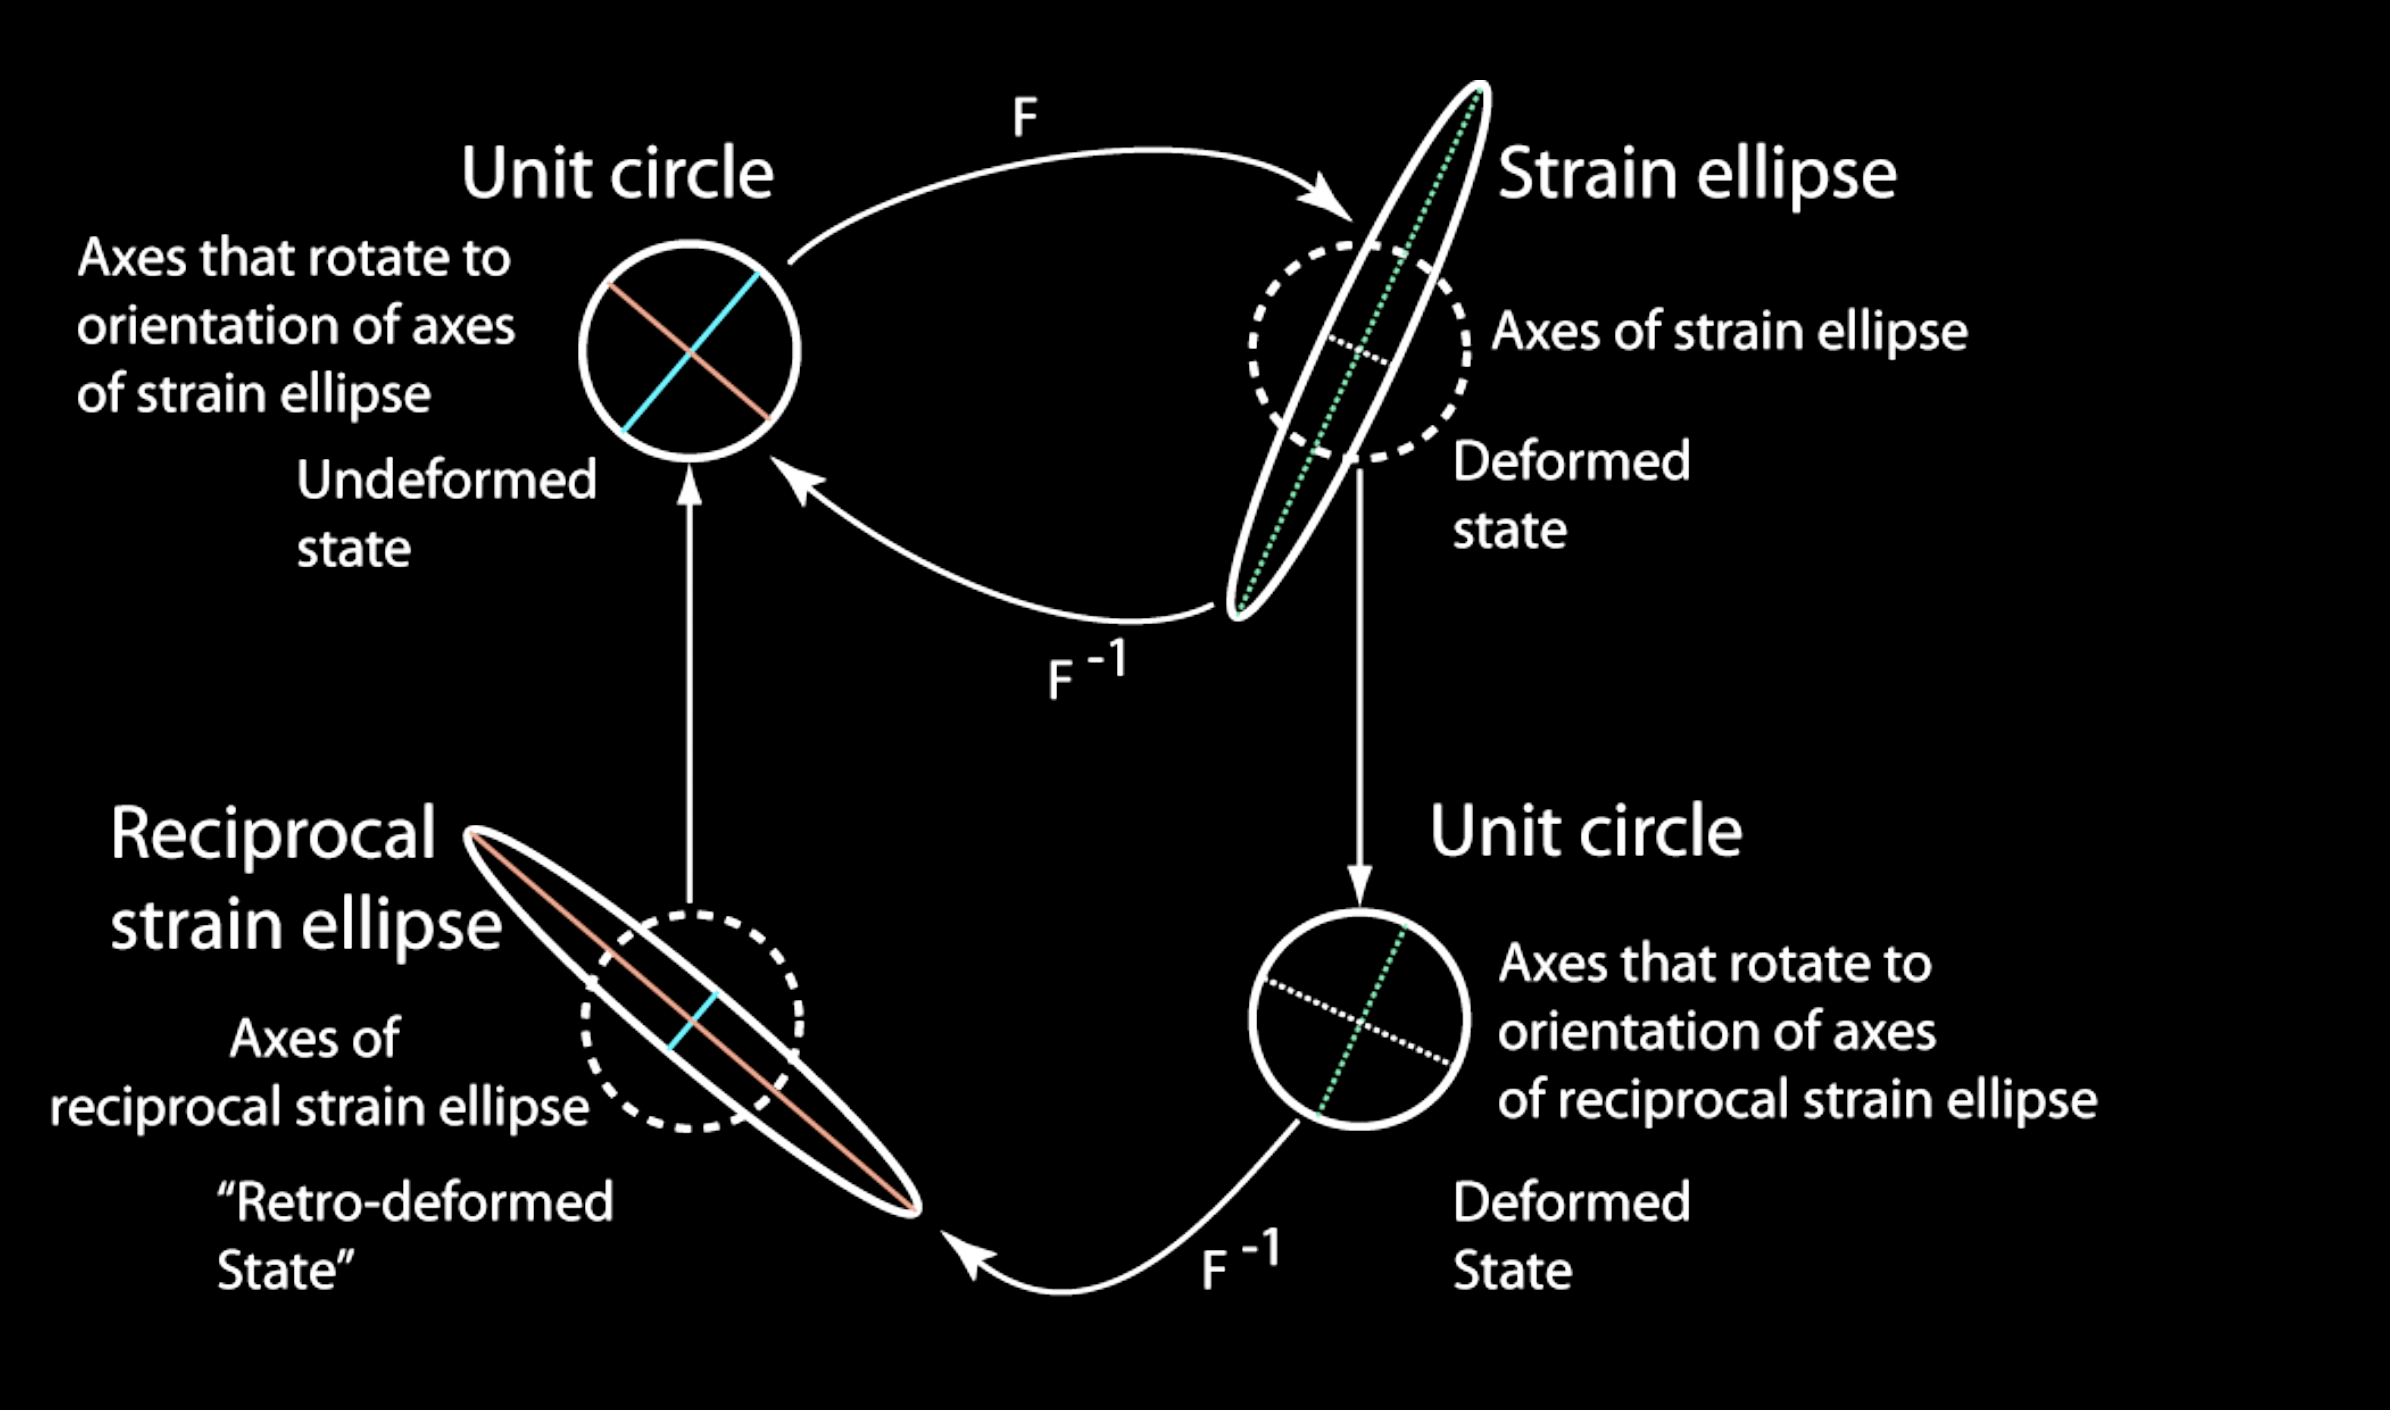 F
Unit circle
Strain ellipse
Axes that rotate to
orientation of axes
of strain ellipse
Axes of strain ellipse
Undeformed
state
Deformed
state
F -1
Reciprocal
strain ellipse
Unit circle
Axes of
reciprocal strain ellipse
Axes that rotate to
orientation of axes
of reciprocal strain ellipse
“Retro-deformed
State”
Deformed
State
F -1